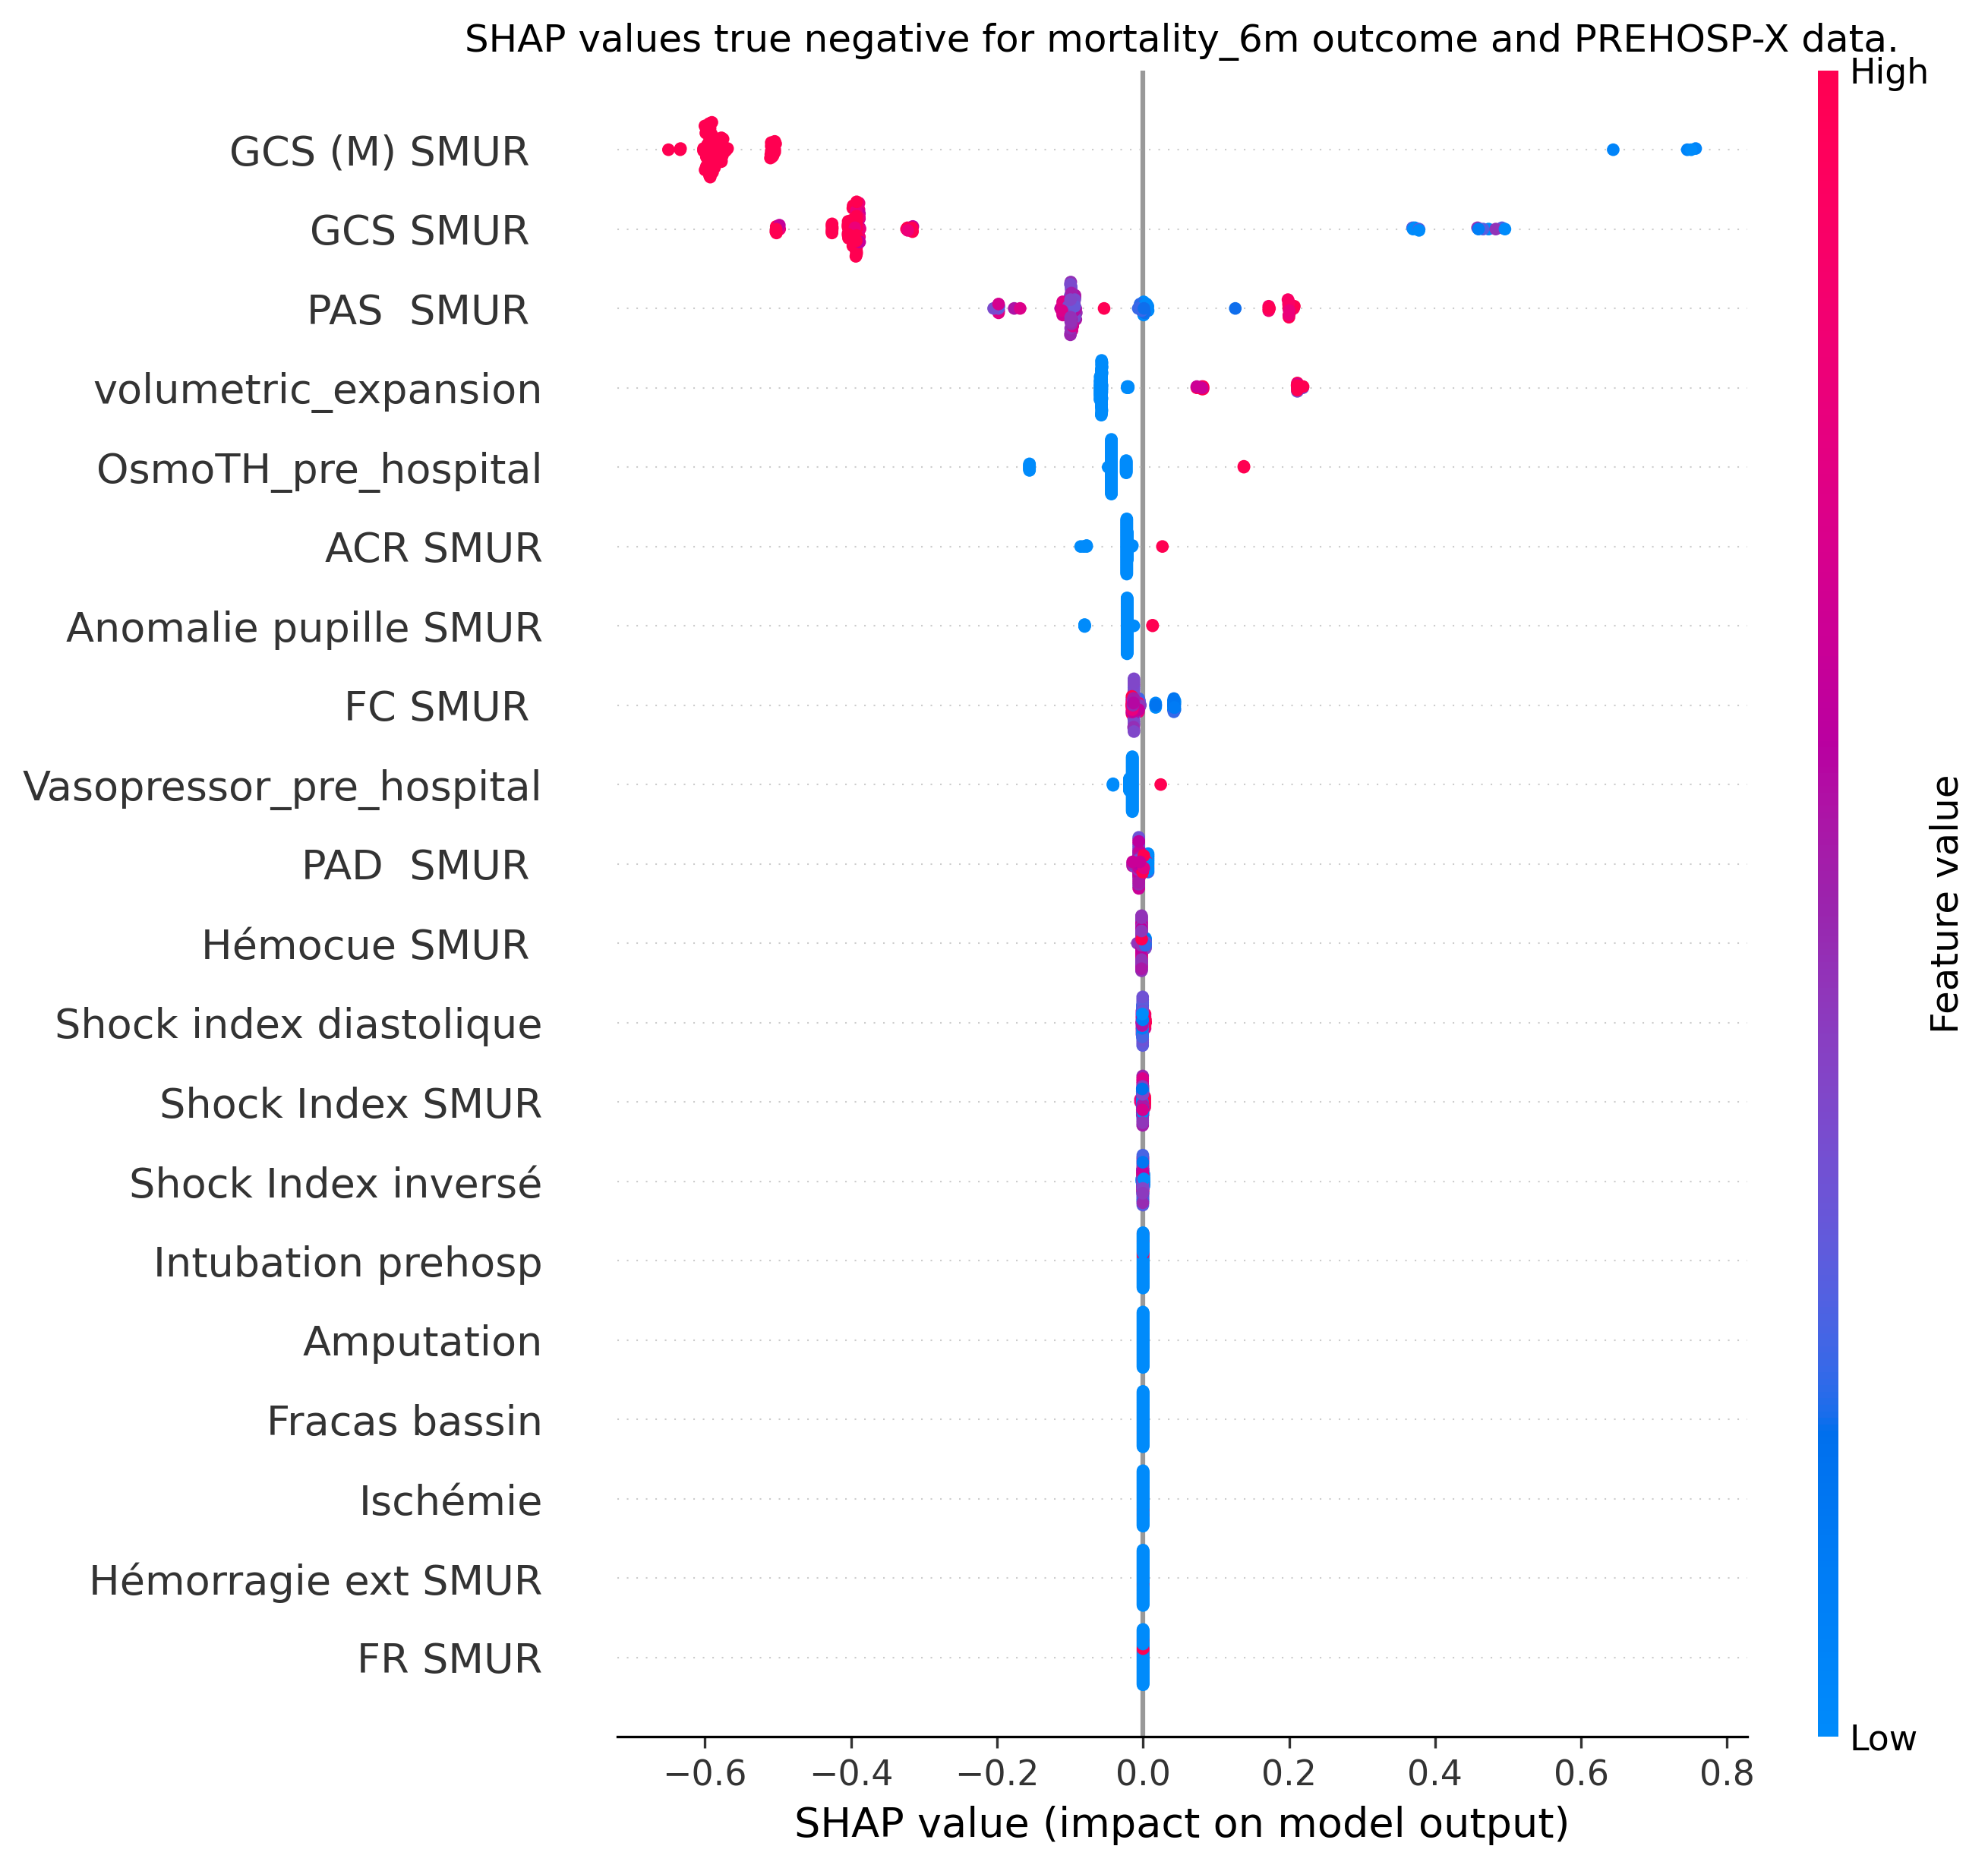 SHAP values true negative for mortality_6m outcome and PREHOSP-X data.
High
GCS (M) SMUR
GCS SMUR
PAS  SMUR
volumetric_expansion
OsmoTH_pre_hospital
ACR SMUR
Anomalie pupille SMUR
FC SMUR
Vasopressor_pre_hospital
PAD  SMUR
Hémocue SMUR
Shock index diastolique
Shock Index SMUR
Shock Index inversé
Intubation prehosp
Amputation
Fracas bassin
Ischémie
Hémorragie ext SMUR
FR SMUR
Feature value
Low
−0.6 −0.4 −0.2 0.0 0.2 0.4 0.6 0.8
SHAP value (impact on model output)